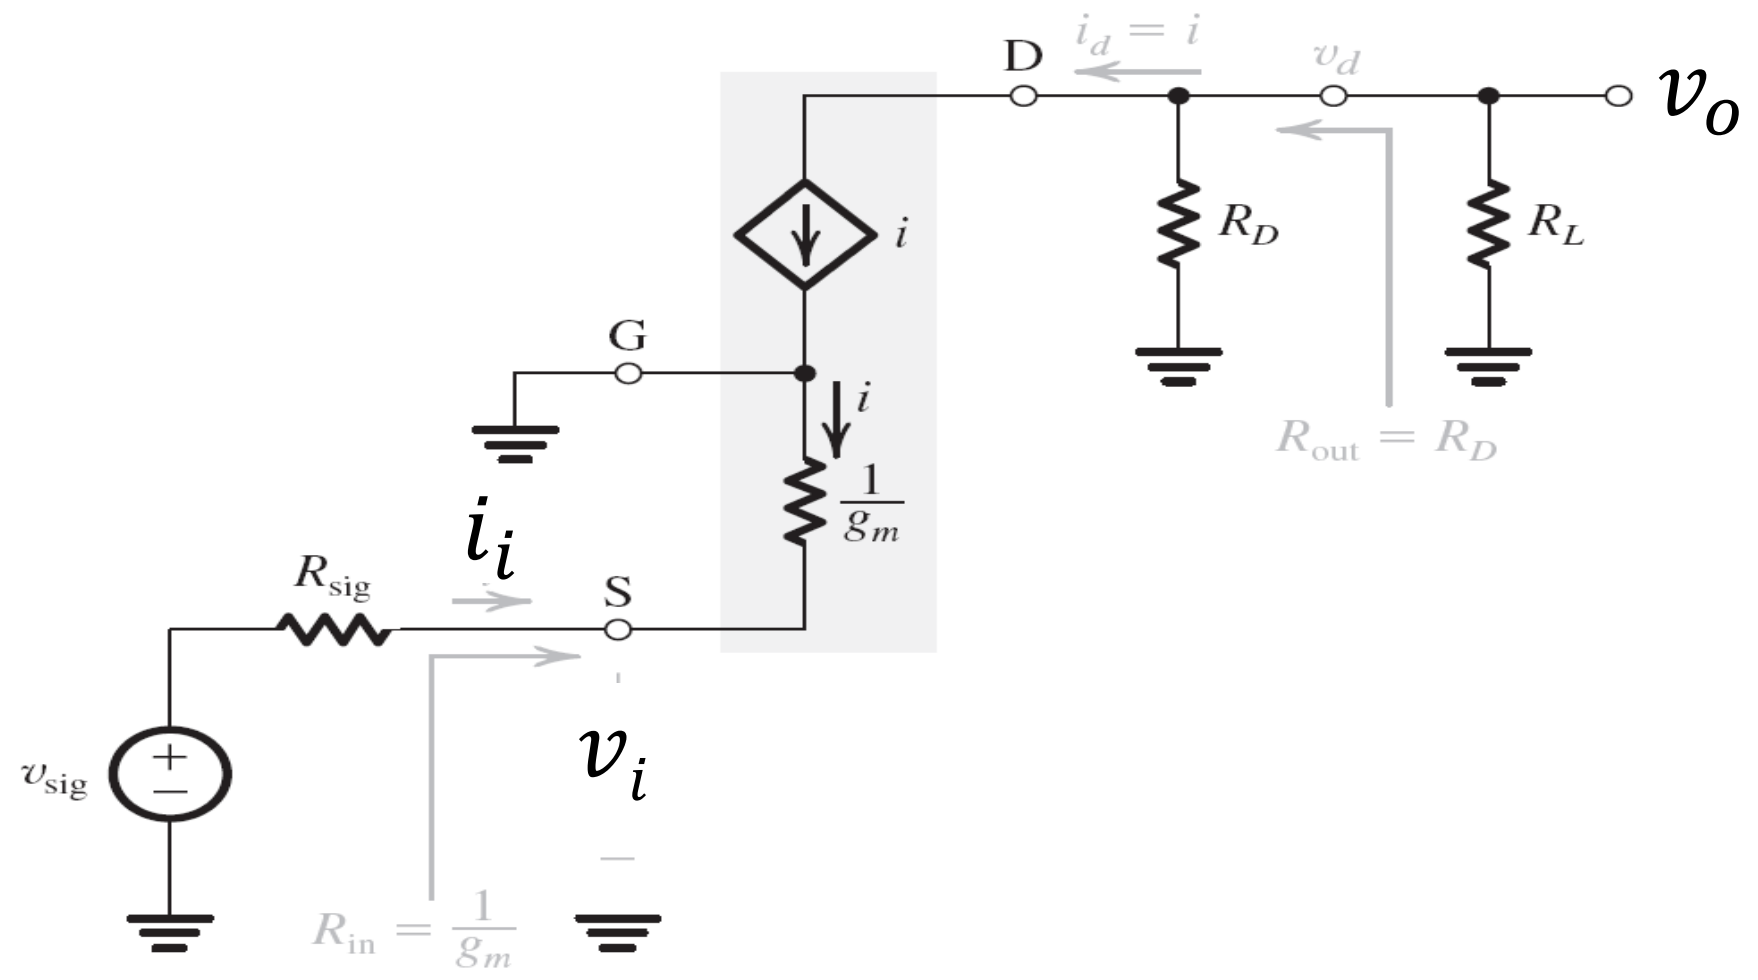 i_d = i
D
v_d
v_o
i
R_D
R_L
G
i
R_out = R_D
1/g_m
i_i
R_sig
S
+
−
v_sig
v_i
−
R_in = 1/g_m